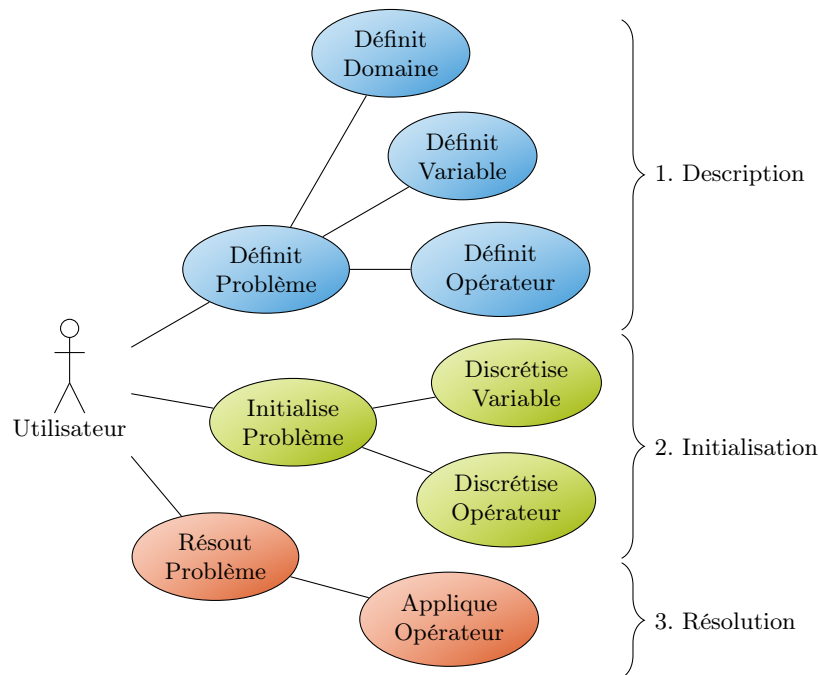 Définit
Domaine
Définit
Variable
1. Description
Définit
Problème
Définit
Opérateur
Utilisateur
Initialise
Problème
Discrétise
Variable
2. Initialisation
Discrétise
Opérateur
Résout
Problème
Applique
Opérateur
3. Résolution